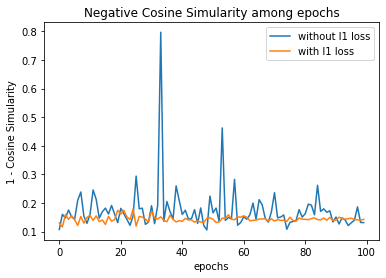 Negative Cosine Simularity among epochs
without l1 loss
with l1 loss
1 - Cosine Simularity
0.8
0.7
0.6
0.5
0.4
0.3
0.2
0.1
0
20
40
60
80
100
epochs